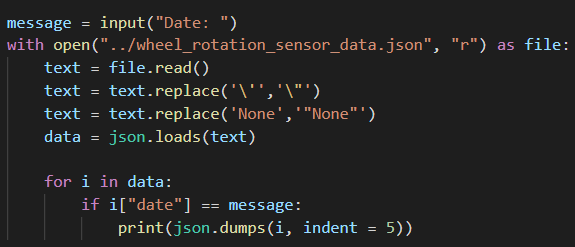 message = input("Date: ")
with open("../wheel_rotation_sensor_data.json", "r") as file:
    text = file.read()
    text = text.replace('\'','\"')
    text = text.replace('None','"None"')
    data = json.loads(text)

    for i in data:
        if i["date"] == message:
            print(json.dumps(i, indent = 5))